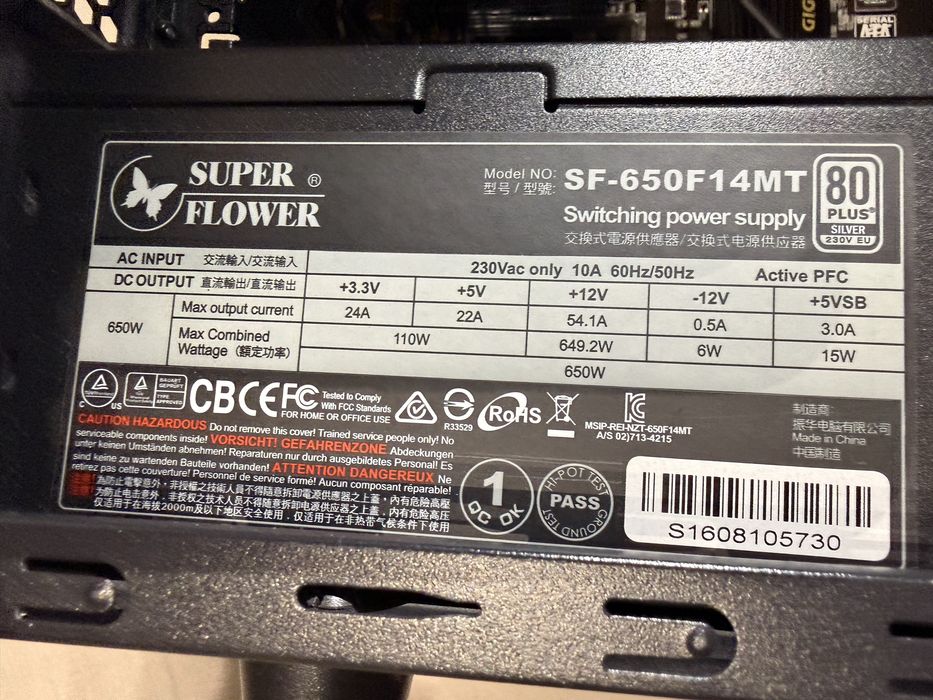 GIG
SERIAL
ATA
SUPER ®
FLOWER
Model NO:
型号 / 型號:
SF-650F14MT
Switching power supply
交換式電源供應器/交换式电源供应器
80
PLUS®
SILVER
230V EU
AC INPUT 交流輸入/交流输入 230Vac only 10A 60Hz/50Hz Active PFC
DC OUTPUT 直流輸出/直流输出 +3.3V +5V +12V -12V +5VSB
650W
Max output current 24A 22A 54.1A 0.5A 3.0A
Max Combined
Wattage (額定功率) 110W 649.2W 6W 15W
650W
C US
BAUART
GEPRÜFT
TYPE
APPROVED
CB CE FC
Tested to Comply
With FCC Standards
FOR HOME OR OFFICE USE
R33529
RoHS
MSIP-REI-NZT-650F14MT
A/S 02)713-4215
制造商:
振华电脑有限公司
Made in China
中国制造
CAUTION HAZARDOUS Do not remove this cover! Trained service people only! No
serviceable components inside! VORSICHT! GEFAHRENZONE Abdeckungen
unter keinen Umständen abnehmen! Reparaturen nur durch ausgebildetes Personal! Es
sind keine zu wartenden Bauteile vorhanden! ATTENTION DANGEREUX Ne
retirez pas cette couverture! Personnel de service formé! Aucun composant réparable!
注意! 為防止電擊意外,非授權之技術人員不得隨意拆卸電源供應器之上蓋,內有危險高壓
注意! 为防止电击意外,非授权之技术人员不得随意拆卸电源供应器之上盖,内有危险高压
仅适用于在海拔2000m及以下地区安全使用,仅适用于在非热带气候条件下使用
1
QC OK
HI-POT TEST
PASS
GROUND TEST
S1608105730